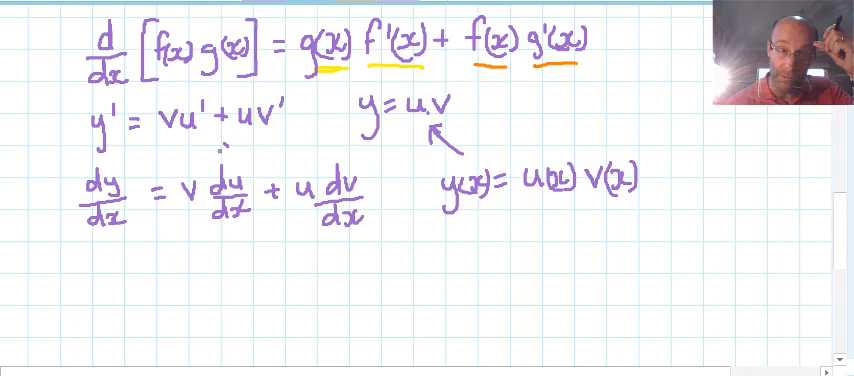 d/dx [f(x) g(x)] = g(x) f'(x) + f(x) g'(x)
y' = vu' + uv' y = u.v
dy/dx = v du/dx + u dv/dx y(x) = u(x) v(x)